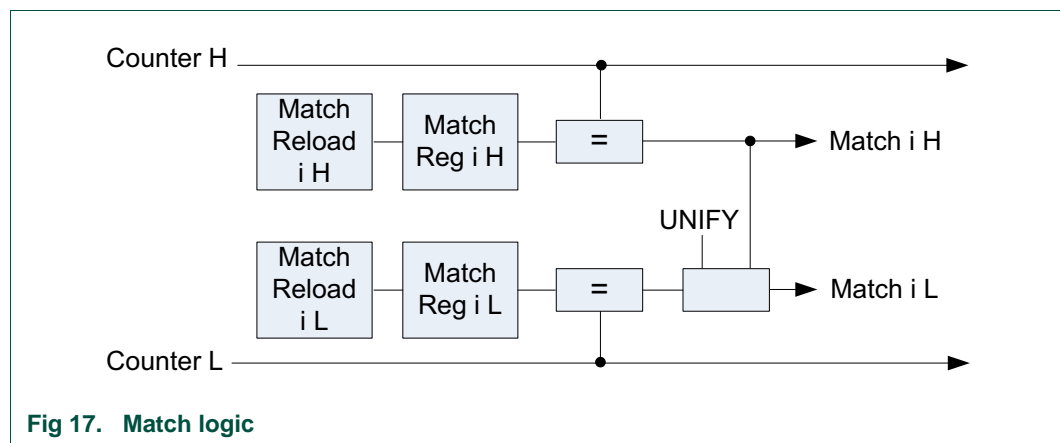 Counter H
Match
Reload
i H
Match
Reg i H
=
Match i H
UNIFY
Match
Reload
i L
Match
Reg i L
=
Match i L
Counter L
Fig 17. Match logic